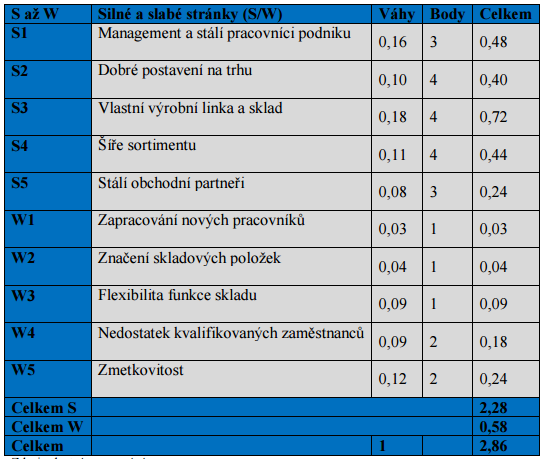 S až W Silné a slabé stránky (S/W) Váhy Body Celkem
S1 Management a stálí pracovníci podniku 0,16 3 0,48
S2 Dobré postavení na trhu 0,10 4 0,40
S3 Vlastní výrobní linka a sklad 0,18 4 0,72
S4 Šíře sortimentu 0,11 4 0,44
S5 Stálí obchodní partneři 0,08 3 0,24
W1 Zapracování nových pracovníků 0,03 1 0,03
W2 Značení skladových položek 0,04 1 0,04
W3 Flexibilita funkce skladu 0,09 1 0,09
W4 Nedostatek kvalifikovaných zaměstnanců 0,09 2 0,18
W5 Zmetkovitost 0,12 2 0,24
Celkem S 2,28
Celkem W 0,58
Celkem 1 2,86